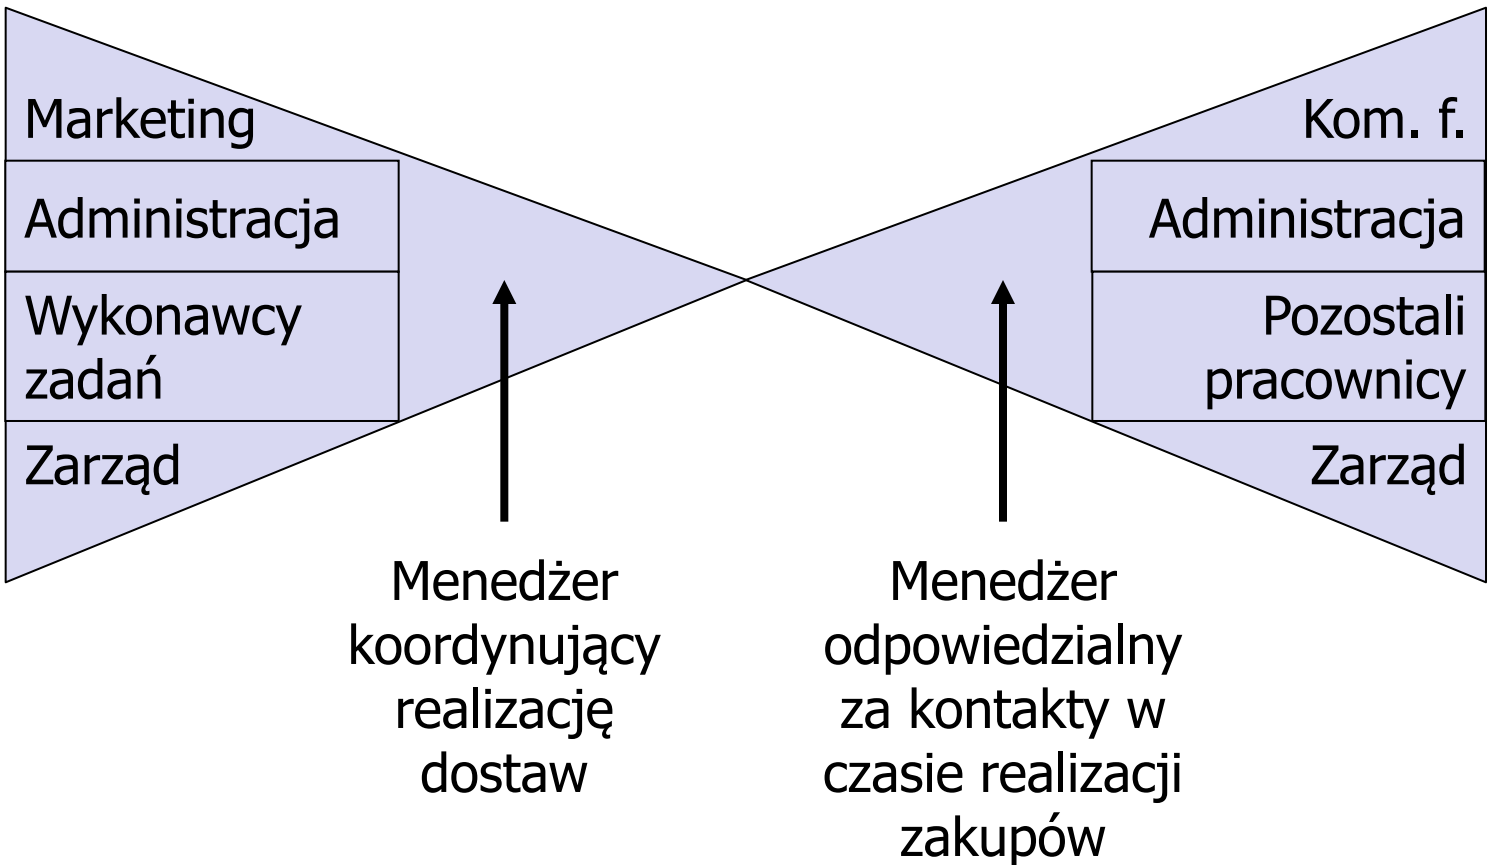 Marketing
Administracja
Wykonawcy
zadań
Zarząd
Kom. f.
Administracja
Pozostali
pracownicy
Zarząd
Menedżer
koordynujący
realizację
dostaw
Menedżer
odpowiedzialny
za kontakty w
czasie realizacji
zakupów